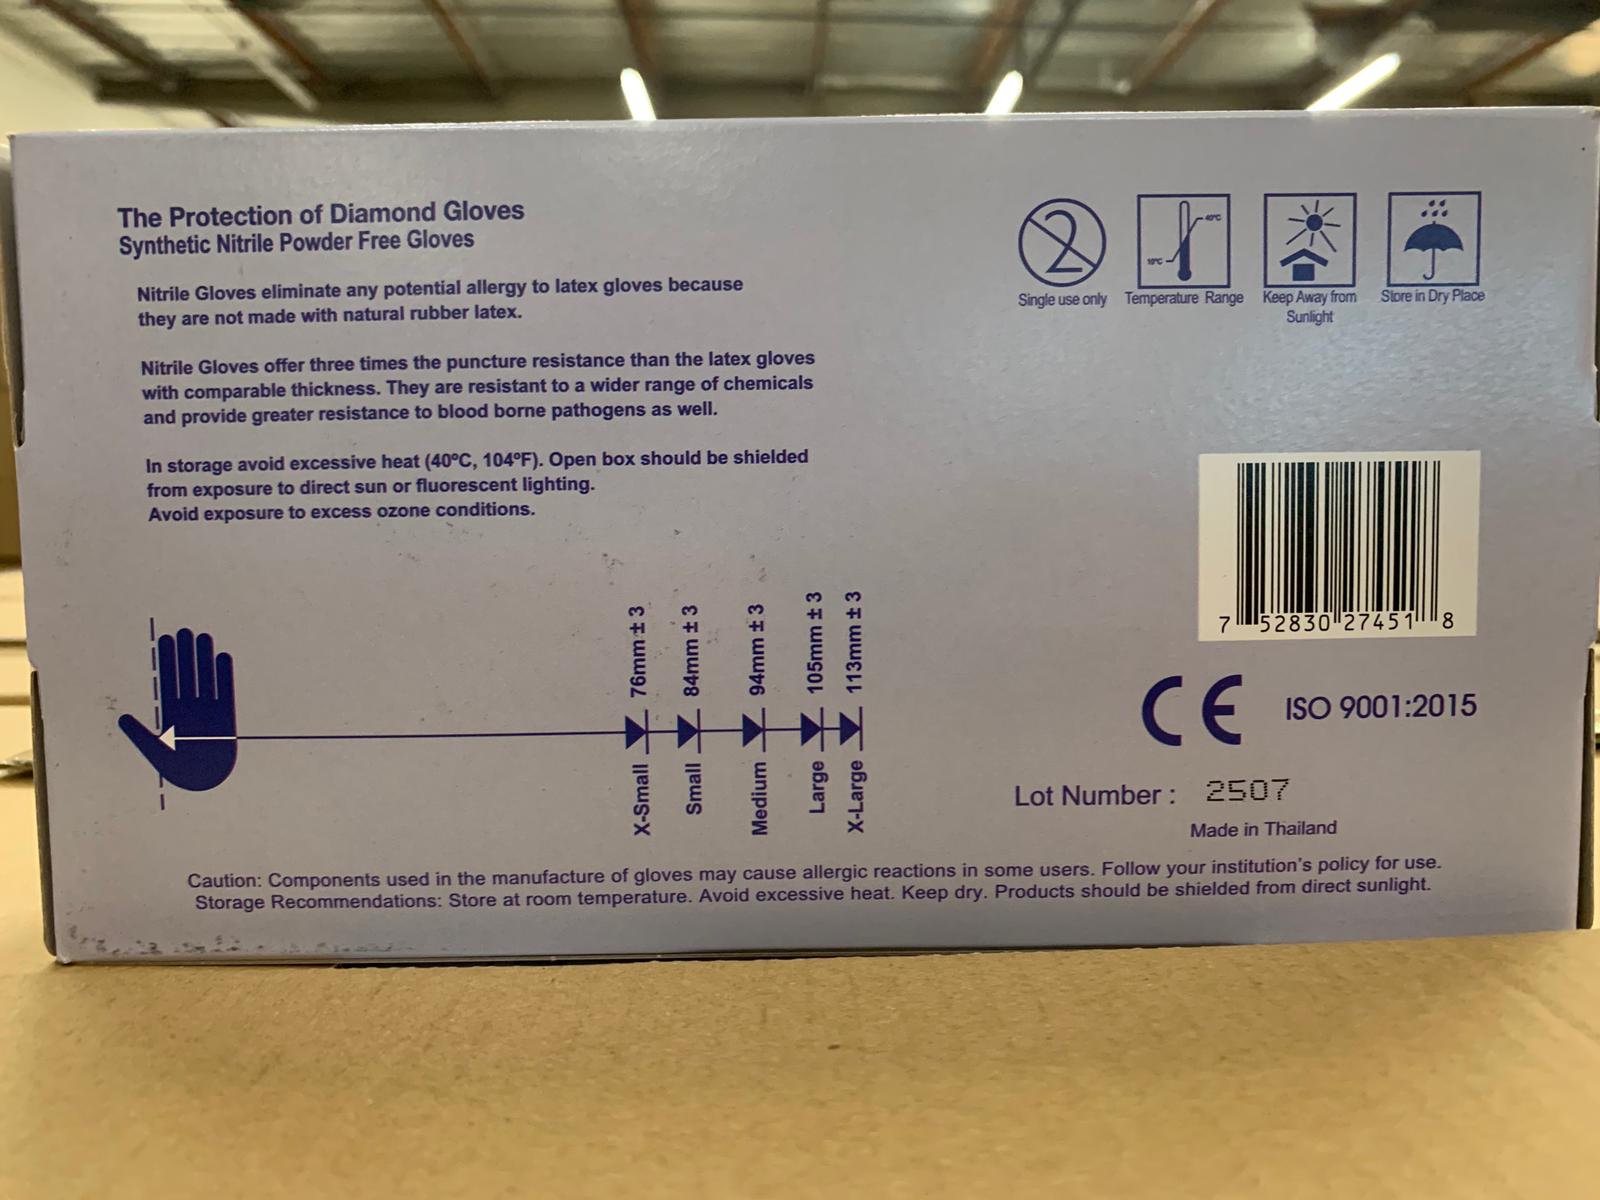 The Protection of Diamond Gloves
Synthetic Nitrile Powder Free Gloves
Nitrile Gloves eliminate any potential allergy to latex gloves because
they are not made with natural rubber latex.
Nitrile Gloves offer three times the puncture resistance than the latex gloves
with comparable thickness. They are resistant to a wider range of chemicals
and provide greater resistance to blood borne pathogens as well.
In storage avoid excessive heat (40ºC, 104ºF). Open box should be shielded
from exposure to direct sun or fluorescent lighting.
Avoid exposure to excess ozone conditions.
2
Single use only
40°C
10°C
Temperature Range
Keep Away from
Sunlight
Store in Dry Place
7 52830 27451 8
76mm ± 3
84mm ± 3
94mm ± 3
105mm ± 3
113mm ± 3
X-Small
Small
Medium
Large
X-Large
CE ISO 9001:2015
Lot Number : 2507
Made in Thailand
Caution: Components used in the manufacture of gloves may cause allergic reactions in some users. Follow your institution's policy for use.
Storage Recommendations: Store at room temperature. Avoid excessive heat. Keep dry. Products should be shielded from direct sunlight.